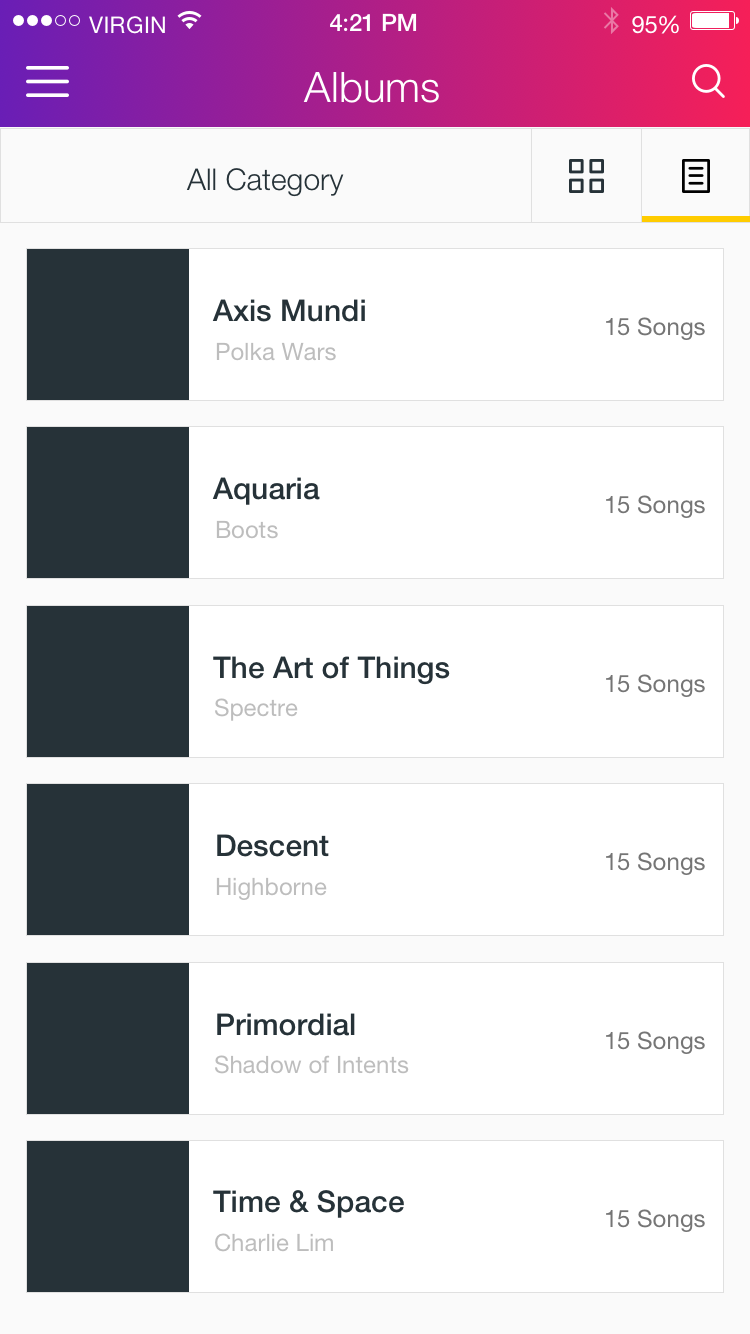 VIRGIN 4:21 PM 95%
Albums
All Category
Axis Mundi
Polka Wars
15 Songs
Aquaria
Boots
15 Songs
The Art of Things
Spectre
15 Songs
Descent
Highborne
15 Songs
Primordial
Shadow of Intents
15 Songs
Time & Space
Charlie Lim
15 Songs